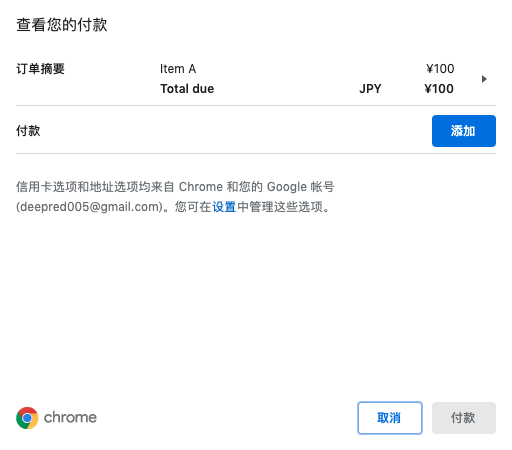 查看您的付款
订单摘要 Item A ¥100
Total due JPY ¥100
付款 添加
信用卡选项和地址选项均来自 Chrome 和您的 Google 帐号
(deepred005@gmail.com)。您可在设置中管理这些选项。
chrome 取消 付款